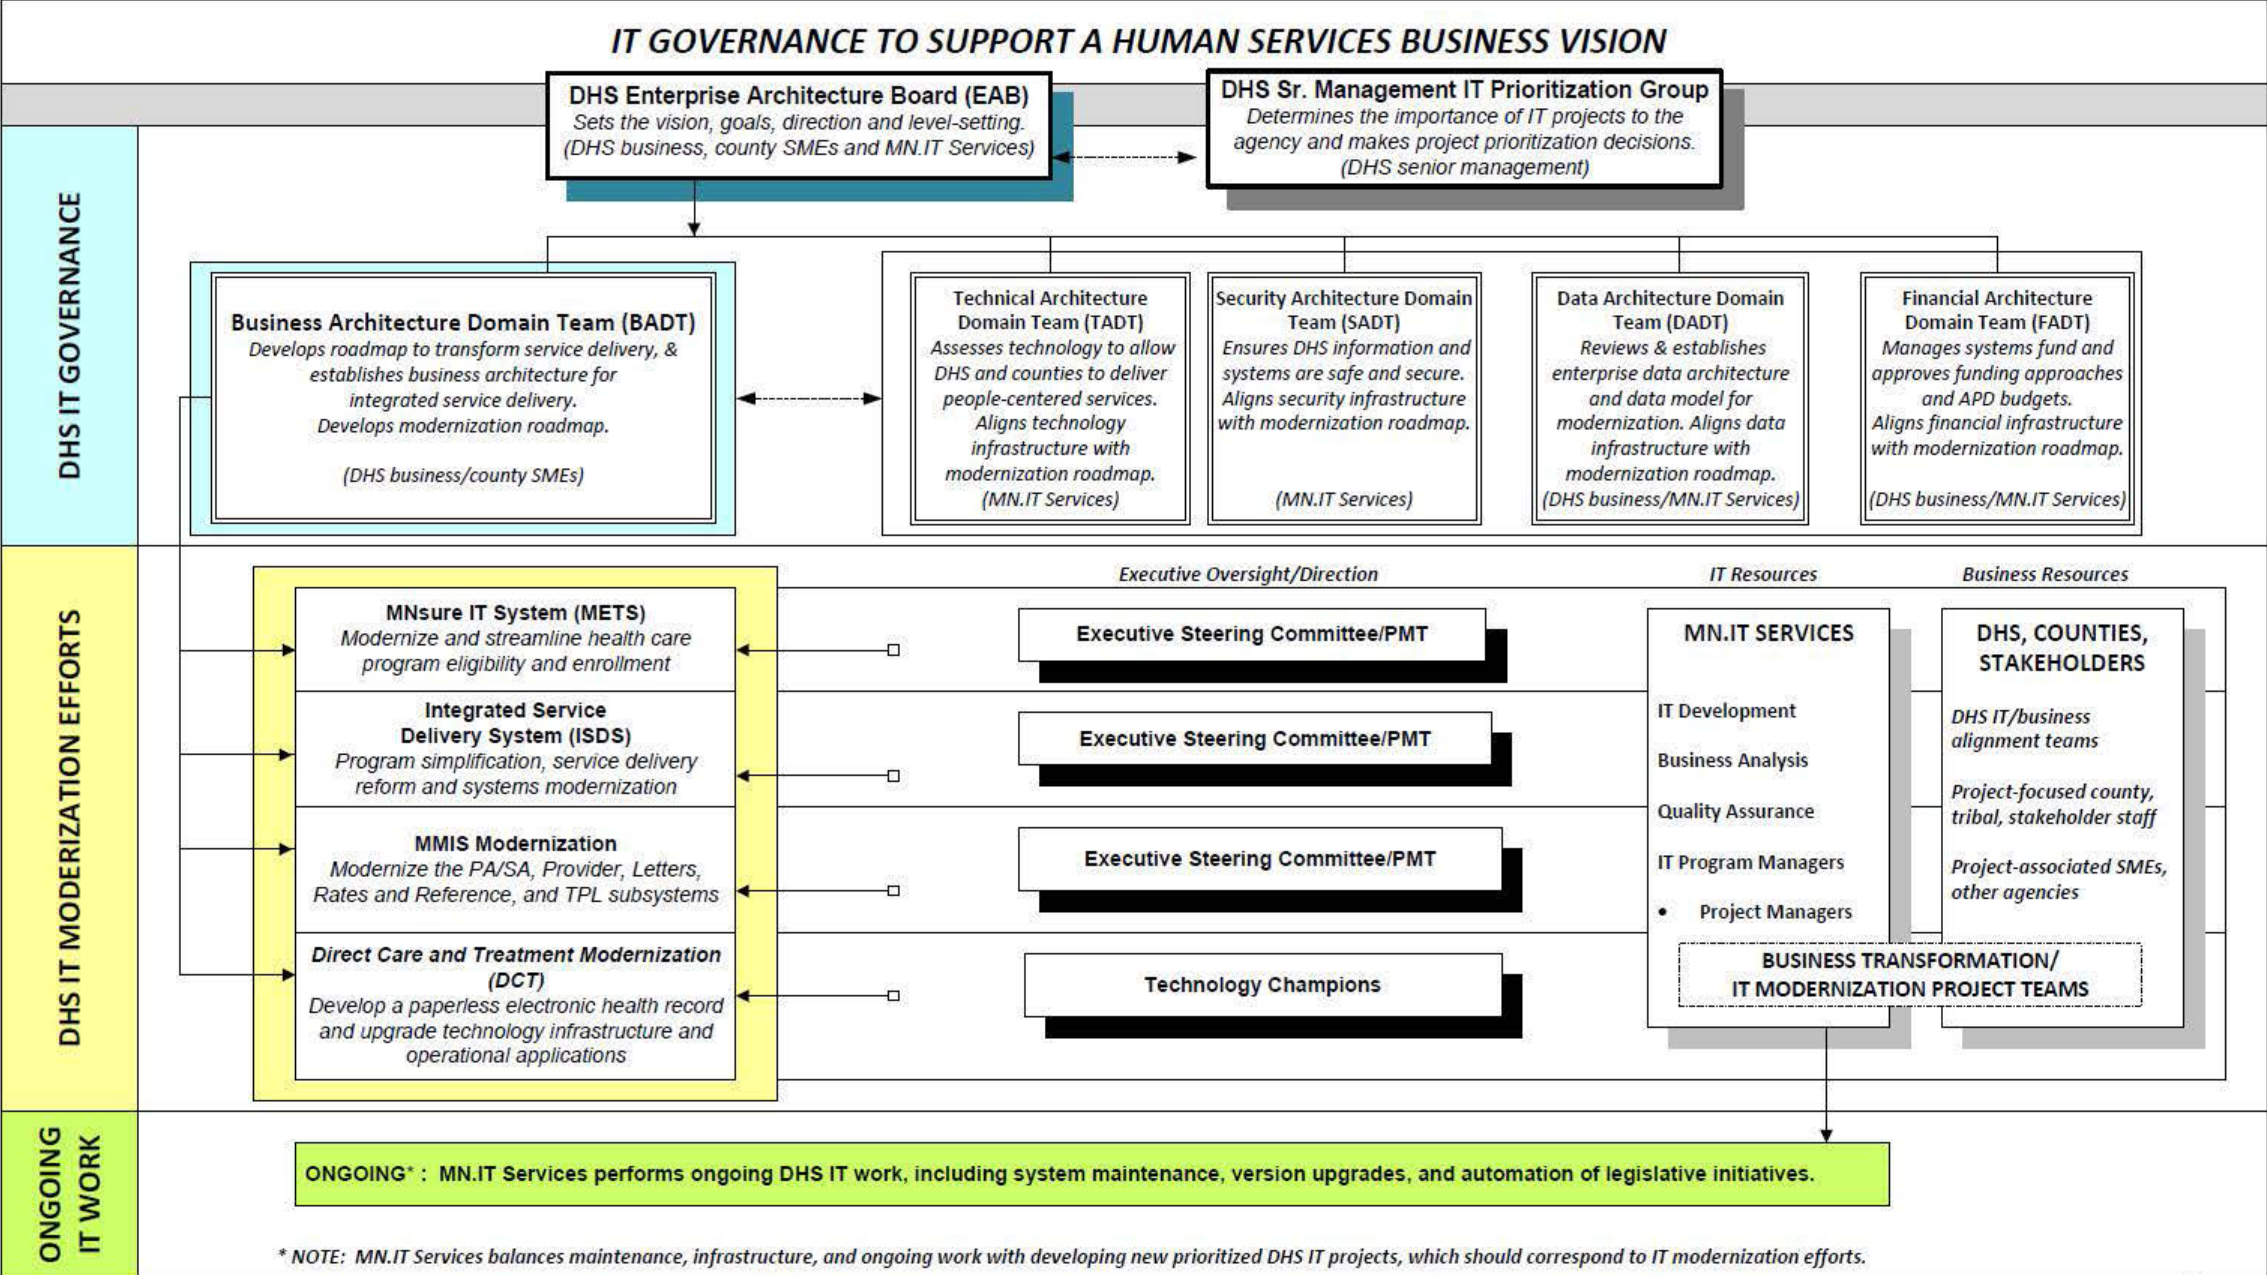 IT GOVERNANCE TO SUPPORT A HUMAN SERVICES BUSINESS VISION
DHS Enterprise Architecture Board (EAB)
Sets the vision, goals, direction and level-setting.
(DHS business, county SMEs and MN.IT Services)
DHS Sr. Management IT Prioritization Group
Determines the importance of IT projects to the
agency and makes project prioritization decisions.
(DHS senior management)
DHS IT GOVERNANCE
Business Architecture Domain Team (BADT)
Develops roadmap to transform service delivery, &
establishes business architecture for
integrated service delivery.
Develops modernization roadmap.
(DHS business/county SMEs)
Technical Architecture
Domain Team (TADT)
Assesses technology to allow
DHS and counties to deliver
people-centered services.
Aligns technology
infrastructure with
modernization roadmap.
(MN.IT Services)
Security Architecture Domain
Team (SADT)
Ensures DHS information and
systems are safe and secure.
Aligns security infrastructure
with modernization roadmap.
(MN.IT Services)
Data Architecture Domain
Team (DADT)
Reviews & establishes
enterprise data architecture
and data model for
modernization. Aligns data
infrastructure with
modernization roadmap.
(DHS business/MN.IT Services)
Financial Architecture
Domain Team (FADT)
Manages systems fund and
approves funding approaches
and APD budgets.
Aligns financial infrastructure
with modernization roadmap.
(DHS business/MN.IT Services)
DHS IT MODERIZATION EFFORTS
Executive Oversight/Direction
IT Resources
Business Resources
MNsure IT System (METS)
Modernize and streamline health care
program eligibility and enrollment
Executive Steering Committee/PMT
Integrated Service
Delivery System (ISDS)
Program simplification, service delivery
reform and systems modernization
Executive Steering Committee/PMT
MMIS Modernization
Modernize the PA/SA, Provider, Letters,
Rates and Reference, and TPL subsystems
Executive Steering Committee/PMT
Direct Care and Treatment Modernization
(DCT)
Develop a paperless electronic health record
and upgrade technology infrastructure and
operational applications
Technology Champions
MN.IT SERVICES
IT Development
Business Analysis
Quality Assurance
IT Program Managers
• Project Managers
DHS, COUNTIES,
STAKEHOLDERS
DHS IT/business
alignment teams
Project-focused county,
tribal, stakeholder staff
Project-associated SMEs,
other agencies
BUSINESS TRANSFORMATION/
IT MODERNIZATION PROJECT TEAMS
ONGOING
IT WORK
ONGOING* : MN.IT Services performs ongoing DHS IT work, including system maintenance, version upgrades, and automation of legislative initiatives.
* NOTE: MN.IT Services balances maintenance, infrastructure, and ongoing work with developing new prioritized DHS IT projects, which should correspond to IT modernization efforts.